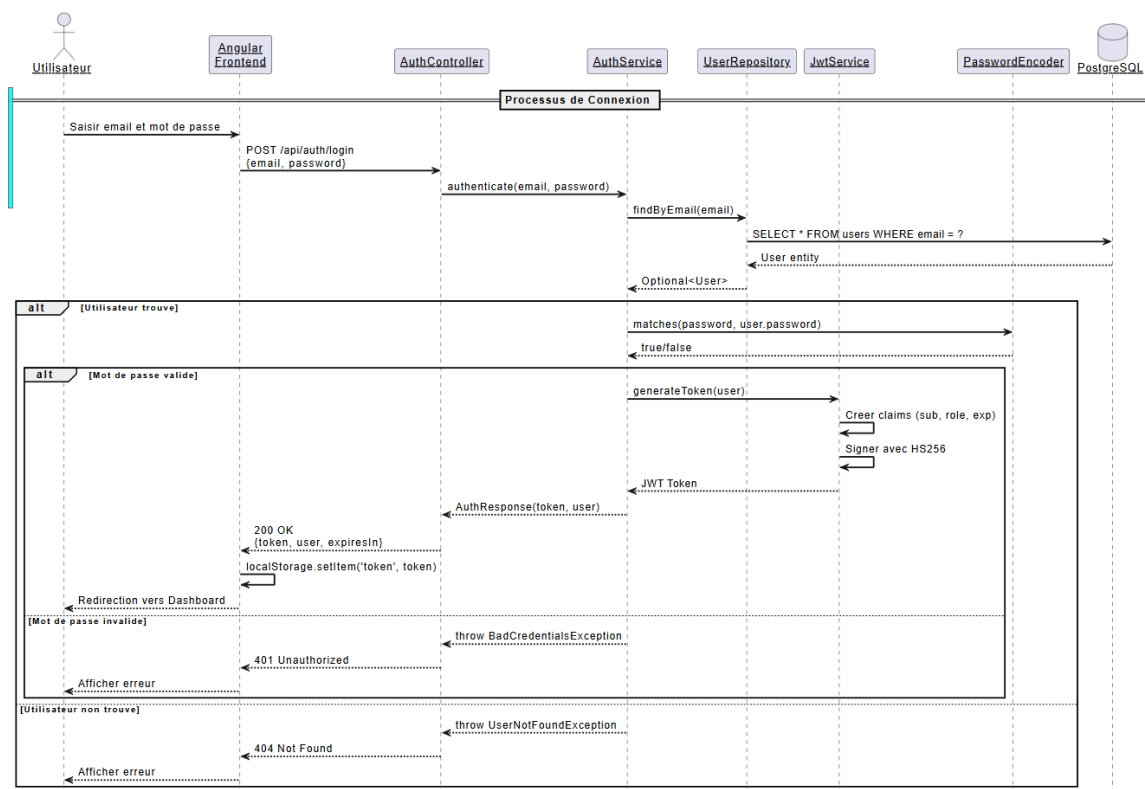 Utilisateur
Angular
Frontend
AuthController
AuthService
UserRepository
JwtService
PasswordEncoder
PostgreSQL
Processus de Connexion
Saisir email et mot de passe
POST /api/auth/login
{email, password}
authenticate(email, password)
findByEmail(email)
SELECT * FROM users WHERE email = ?
User entity
Optional<User>
alt [Utilisateur trouve]
matches(password, user.password)
true/false
alt [Mot de passe valide]
generateToken(user)
Creer claims (sub, role, exp)
Signer avec HS256
JWT Token
AuthResponse(token, user)
200 OK
{token, user, expiresIn}
localStorage.setItem('token', token)
Redirection vers Dashboard
[Mot de passe invalide]
throw BadCredentialsException
401 Unauthorized
Afficher erreur
[Utilisateur non trouve]
throw UserNotFoundException
404 Not Found
Afficher erreur